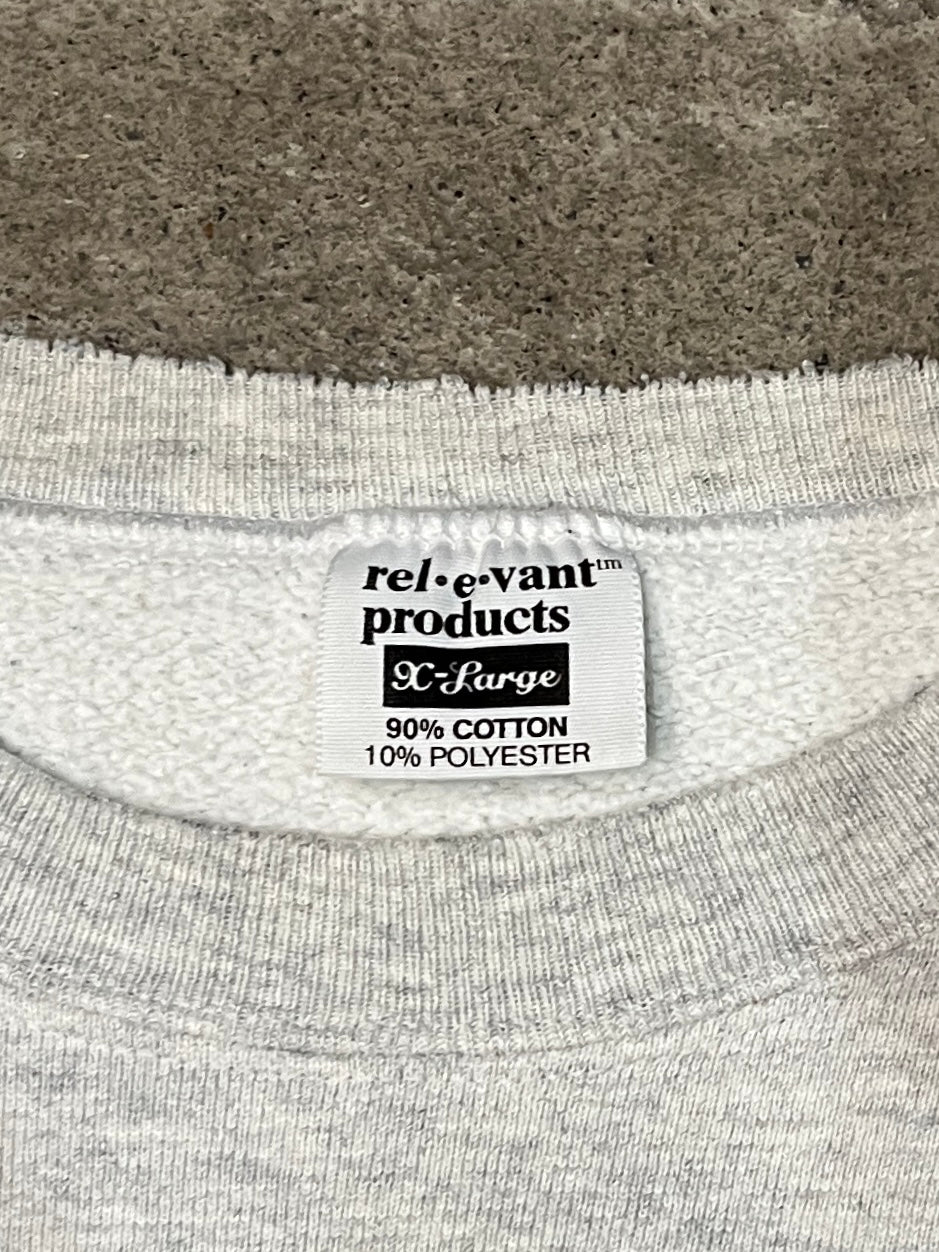 rel•e•vant™
products
X-Large
90% COTTON
10% POLYESTER